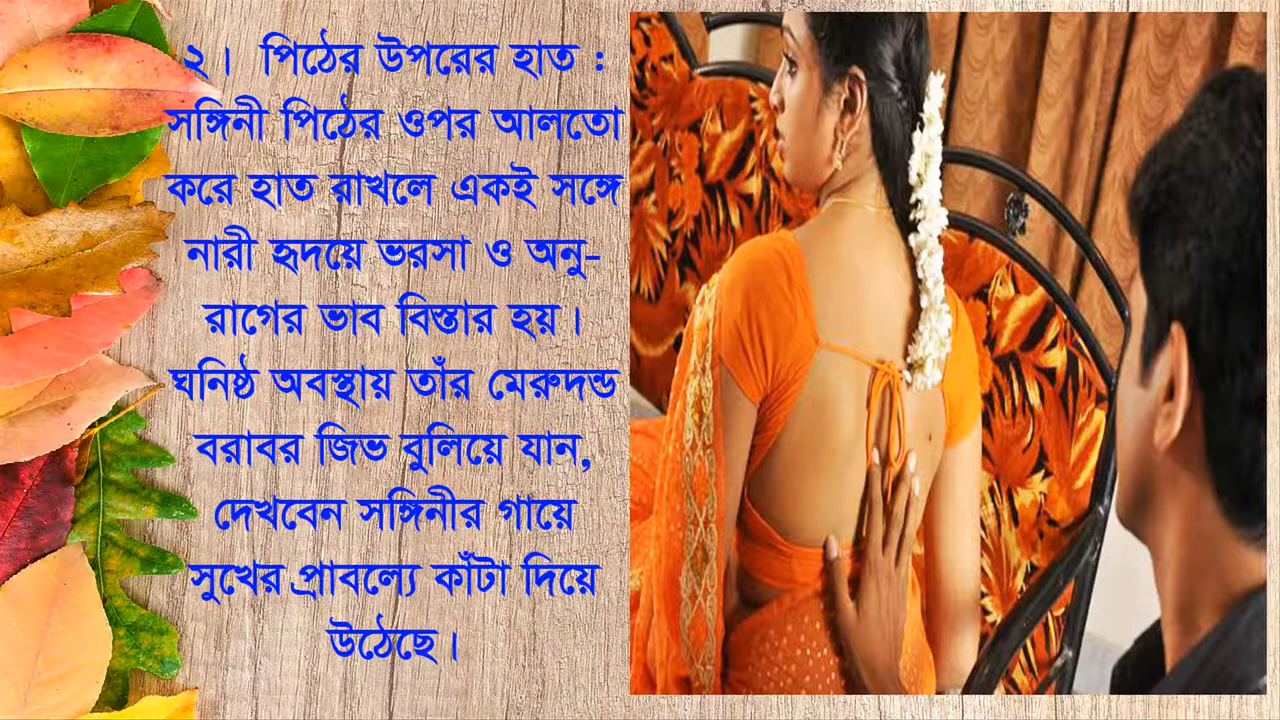 ২। পিঠের উপরের হাত :
সঙ্গিনী পিঠের ওপর আলতো
করে হাত রাখলে একই সঙ্গে
নারী হৃদয়ে ভরসা ও অনু-
রাগের ভাব বিস্তার হয়।
ঘনিষ্ঠ অবস্থায় তাঁর মেরুদন্ড
বরাবর জিভ বুলিয়ে যান,
দেখবেন সঙ্গিনীর গায়ে
সুখের প্রাবল্যে কাঁটা দিয়ে
উঠেছে।